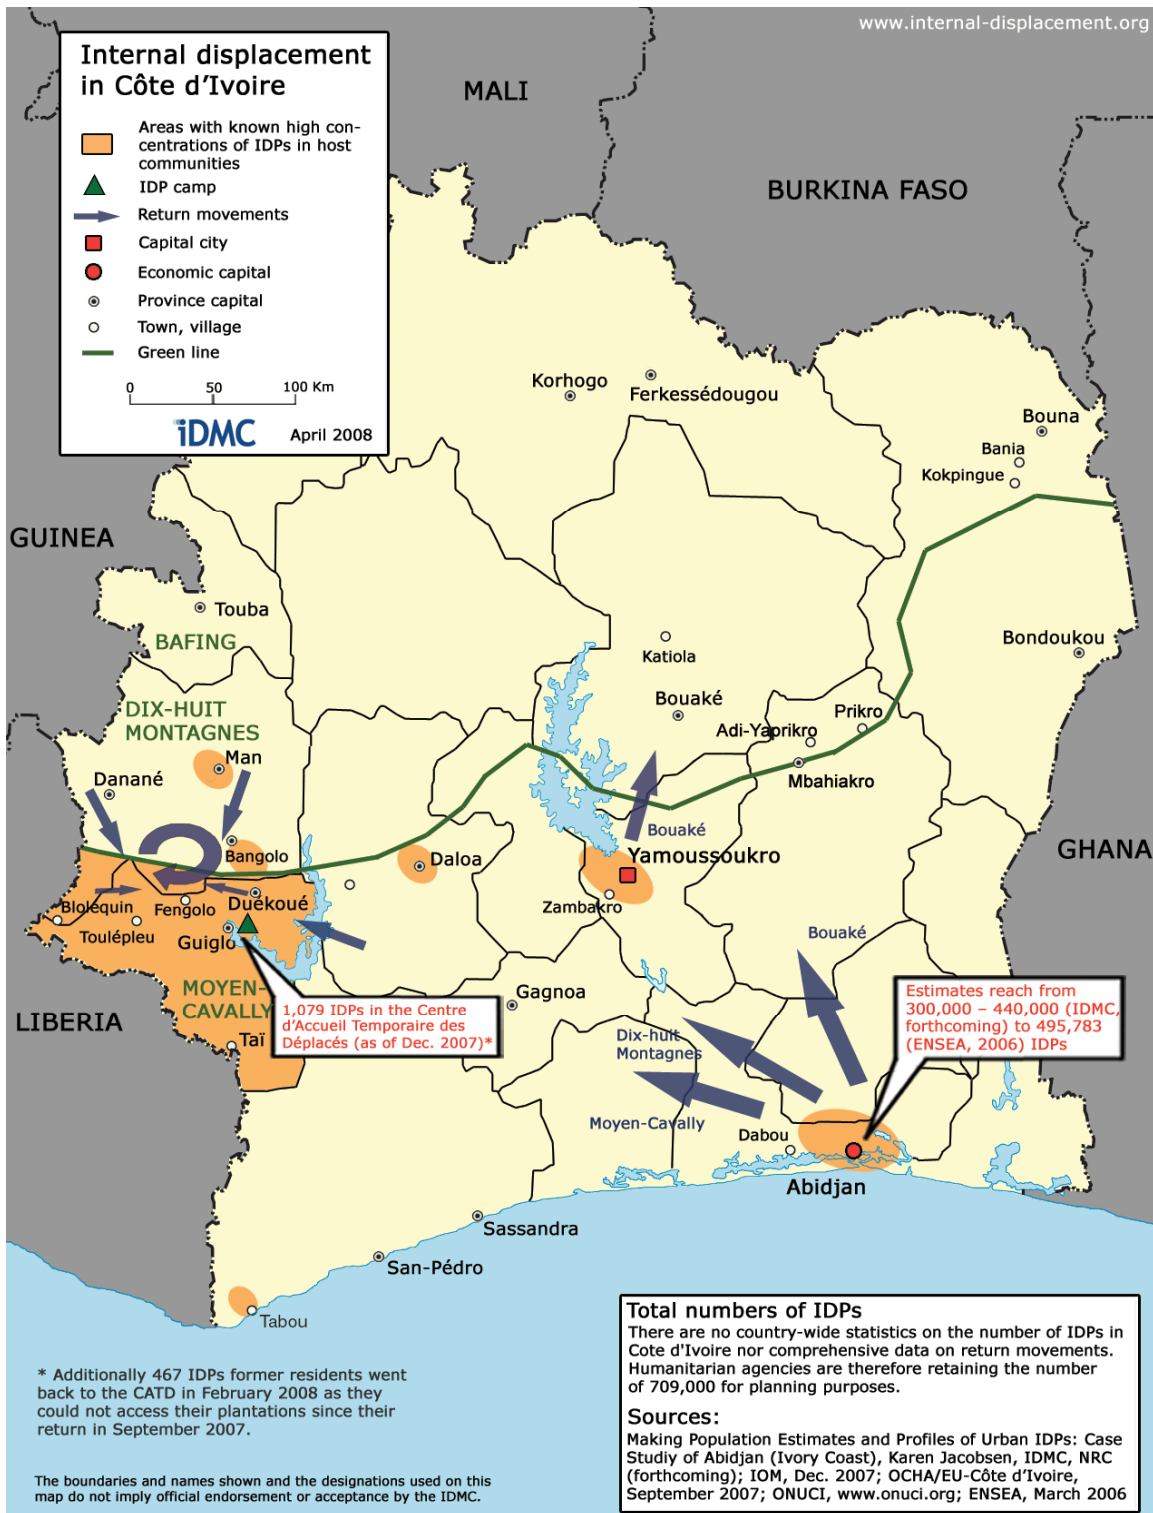 www.internal-displacement.org
Internal displacement
in Côte d'Ivoire
Areas with known high con-
centrations of IDPs in host
communities
IDP camp
Return movements
Capital city
Economic capital
Province capital
Town, village
Green line
0 50 100 Km
iDMC
April 2008
MALI
BURKINA FASO
Korhogo
Ferkessédougou
Bouna
Bania
Kokpingue
GUINEA
Touba
BAFING
Bondoukou
Katiola
Bouaké
DIX-HUIT
MONTAGNES
Prikro
Adi-Yaprikro
Man
Danané
Mbahiakro
Bouaké
GHANA
Bangolo
Daloa
Yamoussoukro
Zambakro
Bloléquin
Fengolo
Duékoué
Toulépleu
Guiglo
Bouaké
MOYEN-
CAVALLY
Gagnoa
1,079 IDPs in the Centre
d'Accueil Temporaire des
Déplacés (as of Dec. 2007)*
Estimates reach from
300,000 – 440,000 (IDMC,
forthcoming) to 495,783
(ENSEA, 2006) IDPs
LIBERIA
Taï
Dix-huit
Montagnes
Moyen-Cavally
Dabou
Abidjan
Sassandra
San-Pédro
Tabou
* Additionally 467 IDPs former residents went
back to the CATD in February 2008 as they
could not access their plantations since their
return in September 2007.
The boundaries and names shown and the designations used on this
map do not imply official endorsement or acceptance by the IDMC.
Total numbers of IDPs
There are no country-wide statistics on the number of IDPs in
Cote d'Ivoire nor comprehensive data on return movements.
Humanitarian agencies are therefore retaining the number
of 709,000 for planning purposes.
Sources:
Making Population Estimates and Profiles of Urban IDPs: Case
Studiy of Abidjan (Ivory Coast), Karen Jacobsen, IDMC, NRC
(forthcoming); IOM, Dec. 2007; OCHA/EU-Côte d'Ivoire,
September 2007; ONUCI, www.onuci.org; ENSEA, March 2006